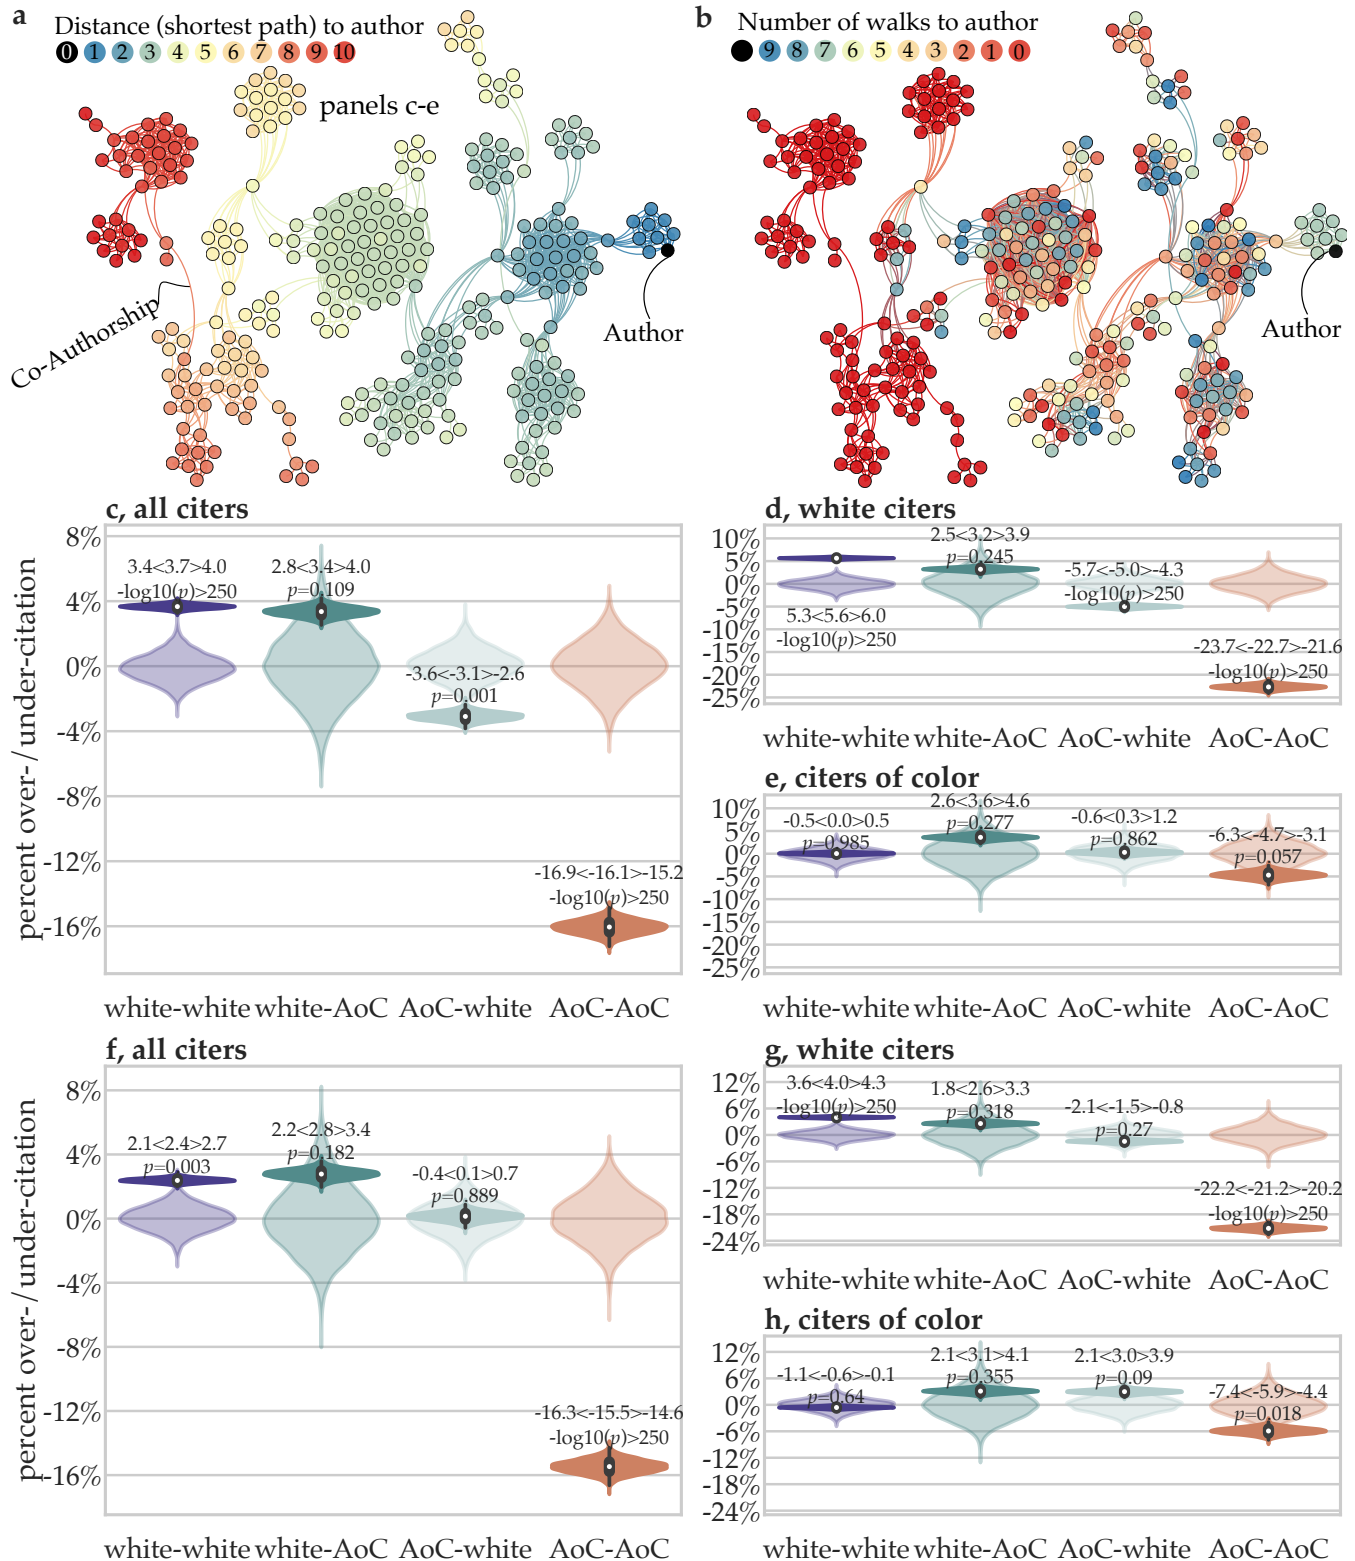 a
Distance (shortest path) to author
0 1 2 3 4 5 6 7 8 9 10
panels c-e
Co-Authorship
Author
b
Number of walks to author
9 8 7 6 5 4 3 2 1 0
Author
c, all citers
percent over-/under-citation
8%
4%
0%
-4%
-8%
-12%
-16%
3.4<3.7>4.0
-log10(p)>250
2.8<3.4>4.0
p=0.109
-3.6<-3.1>-2.6
p=0.001
-16.9<-16.1>-15.2
-log10(p)>250
white-white white-AoC AoC-white AoC-AoC
d, white citers
10%
5%
0%
-5%
-10%
-15%
-20%
-25%
5.3<5.6>6.0
-log10(p)>250
2.5<3.2>3.9
p=0.245
-5.7<-5.0>-4.3
-log10(p)>250
-23.7<-22.7>-21.6
-log10(p)>250
white-white white-AoC AoC-white AoC-AoC
e, citers of color
10%
5%
0%
-5%
-10%
-15%
-20%
-25%
-0.5<0.0>0.5
p=0.985
2.6<3.6>4.6
p=0.277
-0.6<0.3>1.2
p=0.862
-6.3<-4.7>-3.1
p=0.057
white-white white-AoC AoC-white AoC-AoC
f, all citers
percent over-/under-citation
8%
4%
0%
-4%
-8%
-12%
-16%
2.1<2.4>2.7
p=0.003
2.2<2.8>3.4
p=0.182
-0.4<0.1>0.7
p=0.889
-16.3<-15.5>-14.6
-log10(p)>250
white-white white-AoC AoC-white AoC-AoC
g, white citers
12%
6%
0%
-6%
-12%
-18%
-24%
3.6<4.0>4.3
-log10(p)>250
1.8<2.6>3.3
p=0.318
-2.1<-1.5>-0.8
p=0.27
-22.2<-21.2>-20.2
-log10(p)>250
white-white white-AoC AoC-white AoC-AoC
h, citers of color
12%
6%
0%
-6%
-12%
-18%
-24%
-1.1<-0.6>-0.1
p=0.64
2.1<3.1>4.1
p=0.355
2.1<3.0>3.9
p=0.09
-7.4<-5.9>-4.4
p=0.018
white-white white-AoC AoC-white AoC-AoC